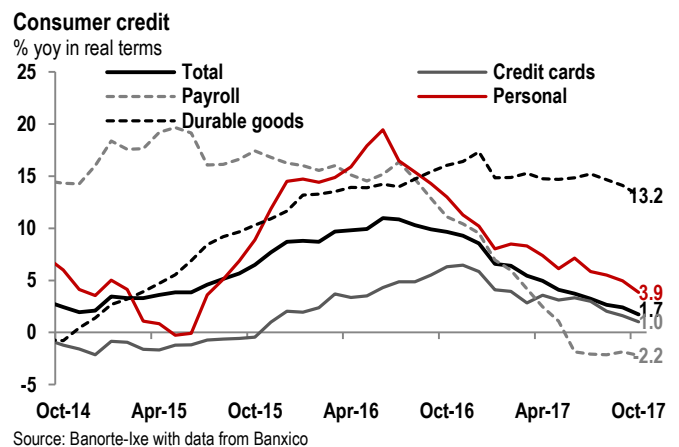 Consumer credit
% yoy in real terms
Total
Credit cards
Payroll
Personal
Durable goods
25
20
15
10
5
0
-5
13.2
3.9
1.7
1.0
-2.2
Oct-14 Apr-15 Oct-15 Apr-16 Oct-16 Apr-17 Oct-17
Source: Banorte-Ixe with data from Banxico